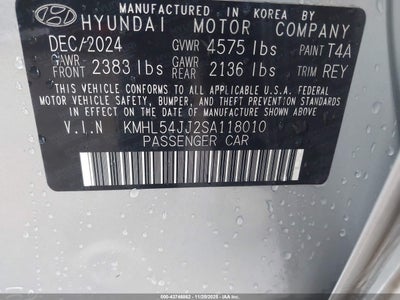 MANUFACTURED IN KOREA BY
HYUNDAI MOTOR COMPANY
DEC/2024 GVWR 4575 lbs PAINT T4A
GAWR FRONT 2383 lbs GAWR REAR 2136 lbs TRIM REY
THIS VEHICLE CONFORMS TO ALL APPLICABLE U.S.A FEDERAL
MOTOR VEHICLE SAFETY, BUMPER, AND THEFT PREVENTION
STANDARDS IN EFFECT ON THE DATE OF MANUFACTURE SHOWN ABOVE.
V.I.N KMHL54JJ2SA118010
PASSENGER CAR